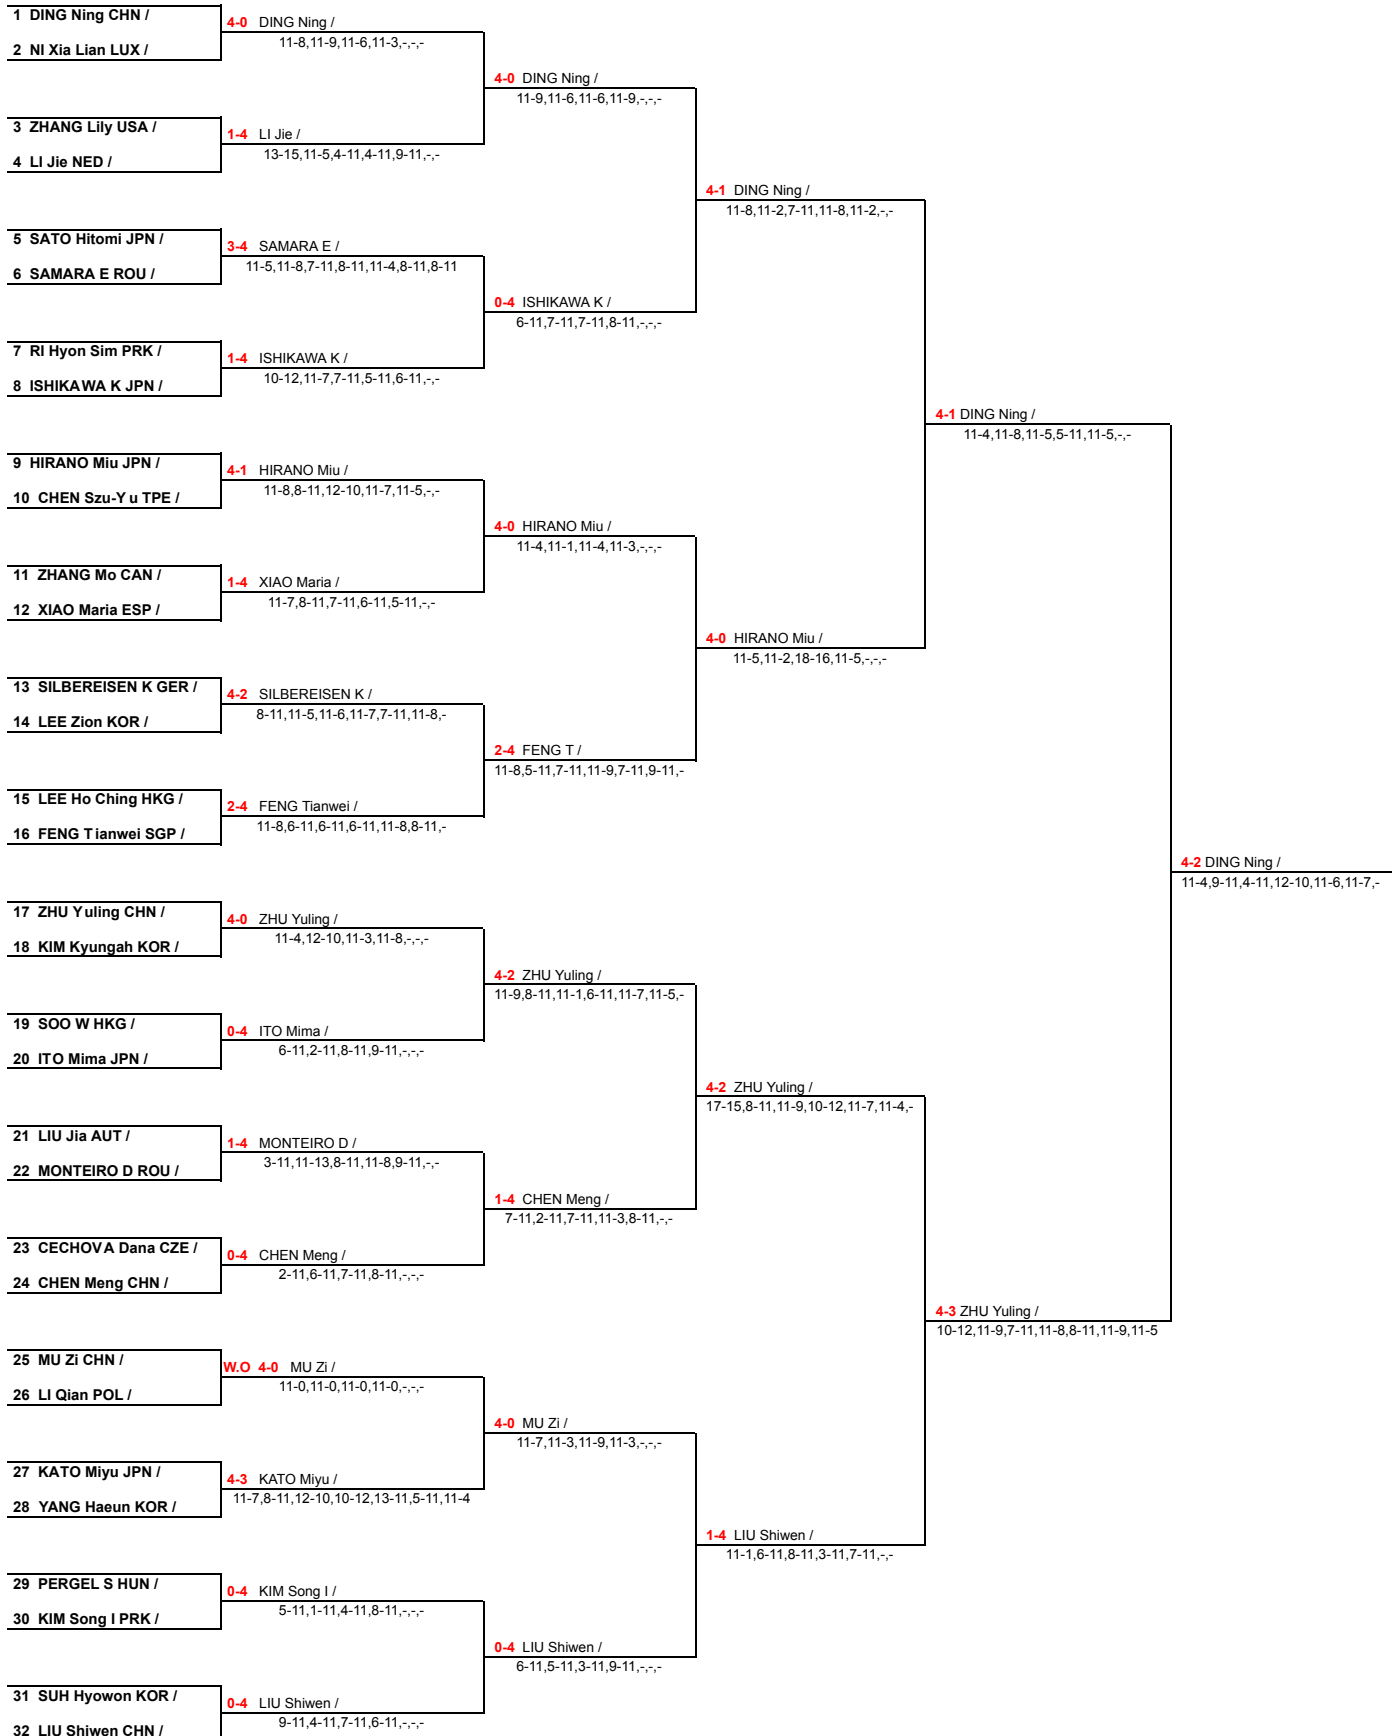 1 DING Ning CHN /
2 NI Xia Lian LUX /
3 ZHANG Lily USA /
4 LI Jie NED /
5 SATO Hitomi JPN /
6 SAMARA E ROU /
7 RI Hyon Sim PRK /
8 ISHIKAWA K JPN /
9 HIRANO Miu JPN /
10 CHEN Szu-Y u TPE /
11 ZHANG Mo CAN /
12 XIAO Maria ESP /
13 SILBEREISEN K GER /
14 LEE Zion KOR /
15 LEE Ho Ching HKG /
16 FENG T ianwei SGP /
17 ZHU Yuling CHN /
18 KIM Kyungah KOR /
19 SOO W HKG /
20 ITO Mima JPN /
21 LIU Jia AUT /
22 MONTEIRO D ROU /
23 CECHOVA Dana CZE /
24 CHEN Meng CHN /
25 MU Zi CHN /
26 LI Qian POL /
27 KATO Miyu JPN /
28 YANG Haeun KOR /
29 PERGEL S HUN /
30 KIM Song I PRK /
31 SUH Hyowon KOR /
32 LIU Shiwen CHN /
4-0 DING Ning /
11-8,11-9,11-6,11-3,-,-,-
1-4 LI Jie /
13-15,11-5,4-11,4-11,9-11,-,-
3-4 SAMARA E /
11-5,11-8,7-11,8-11,11-4,8-11,8-11
1-4 ISHIKAWA K /
10-12,11-7,7-11,5-11,6-11,-,-
4-1 HIRANO Miu /
11-8,8-11,12-10,11-7,11-5,-,-
1-4 XIAO Maria /
11-7,8-11,7-11,6-11,5-11,-,-
4-2 SILBEREISEN K /
8-11,11-5,11-6,11-7,7-11,11-8,-
2-4 FENG Tianwei /
11-8,6-11,6-11,6-11,11-8,8-11,-
4-0 ZHU Yuling /
11-4,12-10,11-3,11-8,-,-,-
0-4 ITO Mima /
6-11,2-11,8-11,9-11,-,-,-
1-4 MONTEIRO D /
3-11,11-13,8-11,11-8,9-11,-,-
0-4 CHEN Meng /
2-11,6-11,7-11,8-11,-,-,-
W.O 4-0 MU Zi /
11-0,11-0,11-0,11-0,-,-,-
4-3 KATO Miyu /
11-7,8-11,12-10,10-12,13-11,5-11,11-4
0-4 KIM Song I /
5-11,1-11,4-11,8-11,-,-,-
0-4 LIU Shiwen /
9-11,4-11,7-11,6-11,-,-,-
4-0 DING Ning /
11-9,11-6,11-6,11-9,-,-,-
0-4 ISHIKAWA K /
6-11,7-11,7-11,8-11,-,-,-
4-0 HIRANO Miu /
11-4,11-1,11-4,11-3,-,-,-
2-4 FENG T /
11-8,5-11,7-11,11-9,7-11,9-11,-
4-2 ZHU Yuling /
11-9,8-11,11-1,6-11,11-7,11-5,-
1-4 CHEN Meng /
7-11,2-11,7-11,11-3,8-11,-,-
4-0 MU Zi /
11-7,11-3,11-9,11-3,-,-,-
0-4 LIU Shiwen /
6-11,5-11,3-11,9-11,-,-,-
4-1 DING Ning /
11-8,11-2,7-11,11-8,11-2,-,-
4-0 HIRANO Miu /
11-5,11-2,18-16,11-5,-,-,-
4-2 ZHU Yuling /
17-15,8-11,11-9,10-12,11-7,11-4,-
1-4 LIU Shiwen /
11-1,6-11,8-11,3-11,7-11,-,-
4-1 DING Ning /
11-4,11-8,11-5,5-11,11-5,-,-
4-3 ZHU Yuling /
10-12,11-9,7-11,11-8,8-11,11-9,11-5
4-2 DING Ning /
11-4,9-11,4-11,12-10,11-6,11-7,-